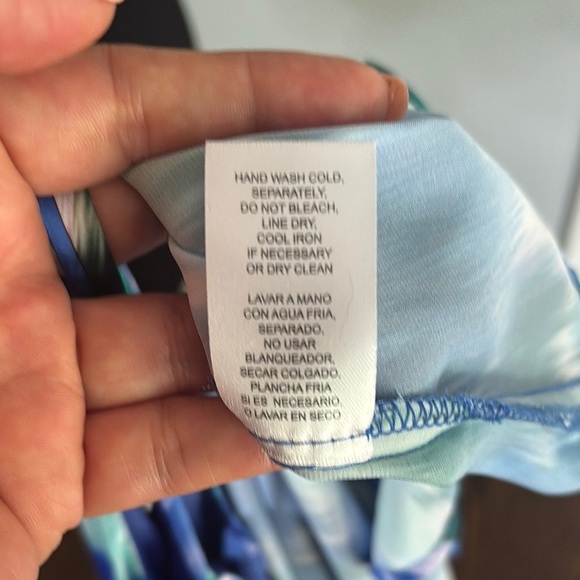 HAND WASH COLD,
SEPARATELY,
DO NOT BLEACH,
LINE DRY,
COOL IRON
IF NECESSARY
OR DRY CLEAN
LAVAR A MANO
CON AGUA FRIA,
SEPARADO,
NO USAR
BLANQUEADOR,
SECAR COLGADO,
PLANCHA FRIA
SI ES NECESARIO,
O LAVAR EN SECO